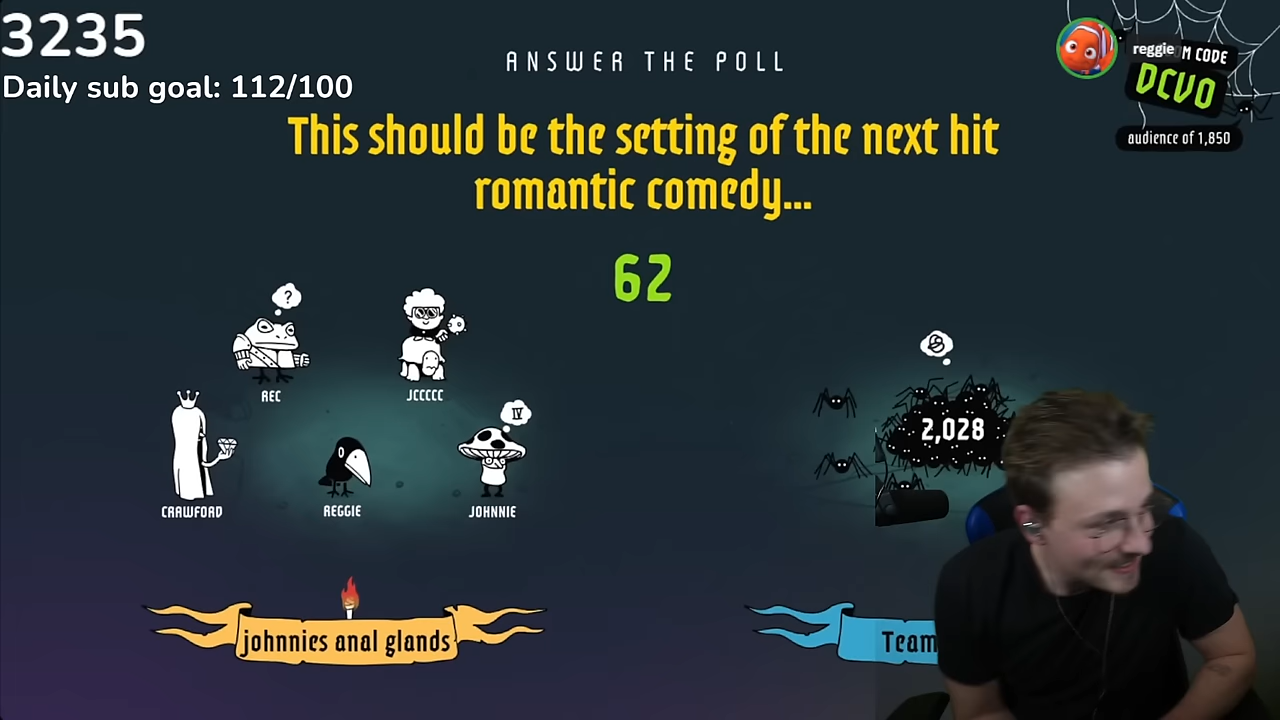 3235
Daily sub goal: 112/100
ANSWER THE POLL
reggie
M CODE
DCVO
audience of 1,850
This should be the setting of the next hit
romantic comedy...
62
?
REC
JCCCCC
IV
CRAWFORD
REGGIE
JOHNNIE
2,028
johnnies anal glands
Team